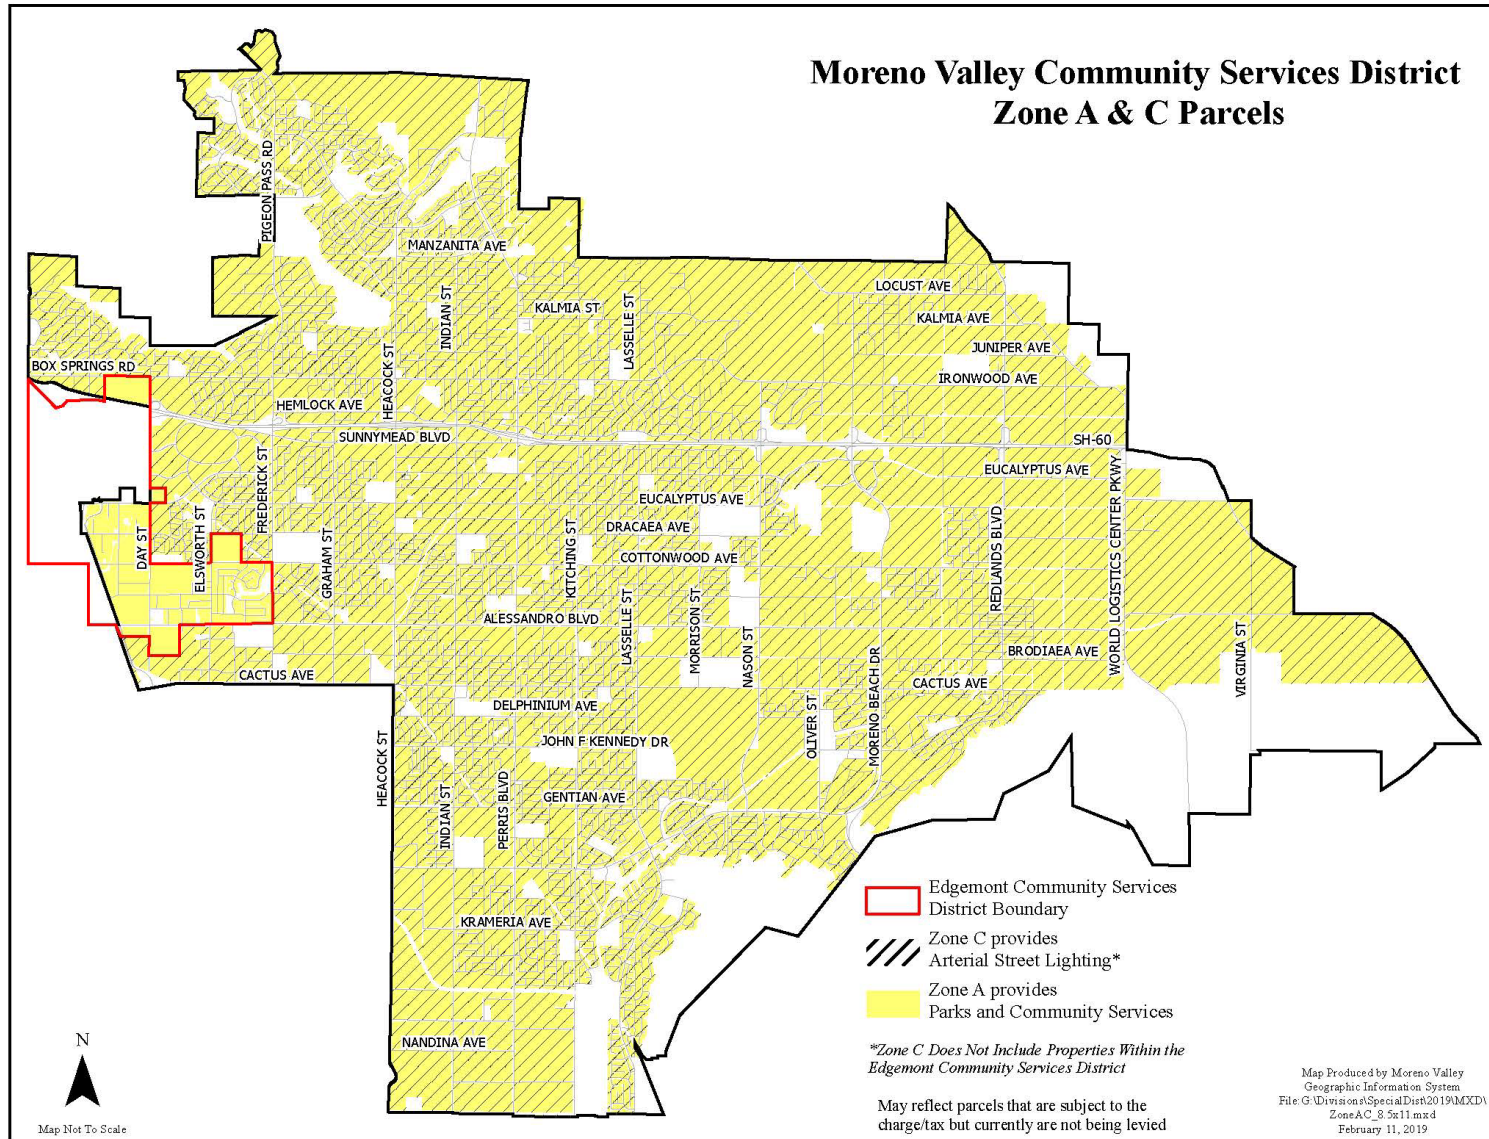 Moreno Valley Community Services District
Zone A & C Parcels
PIGEON PASS RD
MANZANITA AVE
LOCUST AVE
INDIAN ST
KALMIA ST
LASSELLE ST
KALMIA AVE
HEACOCK ST
JUNIPER AVE
BOX SPRINGS RD
IRONWOOD AVE
HEMLOCK AVE
SUNNYMEAD BLVD
SH-60
FREDERICK ST
EUCALYPTUS AVE
EUCALYPTUS AVE
WORLD LOGISTICS CENTER PKWY
ELSWORTH ST
DRACAEA AVE
REDLANDS BLVD
DAY ST
GRAHAM ST
KITCHING ST
COTTONWOOD AVE
ALESSANDRO BLVD
LASSELLE ST
MORRISON ST
NASON ST
BRODIAEA AVE
VIRGINIA ST
CACTUS AVE
CACTUS AVE
MORENO BEACH DR
DELPHINIUM AVE
OLIVER ST
JOHN F KENNEDY DR
HEACOCK ST
INDIAN ST
PERRIS BLVD
GENTIAN AVE
KRAMERIA AVE
NANDINA AVE
Edgemont Community Services
District Boundary
Zone C provides
Arterial Street Lighting*
Zone A provides
Parks and Community Services
*Zone C Does Not Include Properties Within the
Edgemont Community Services District
May reflect parcels that are subject to the
charge/tax but currently are not being levied
N
Map Not To Scale
Map Produced by Moreno Valley
Geographic Information System
File: G:\Divisions\SpecialDist\2019\MXD\
ZoneAC_8.5x11.mxd
February 11, 2019